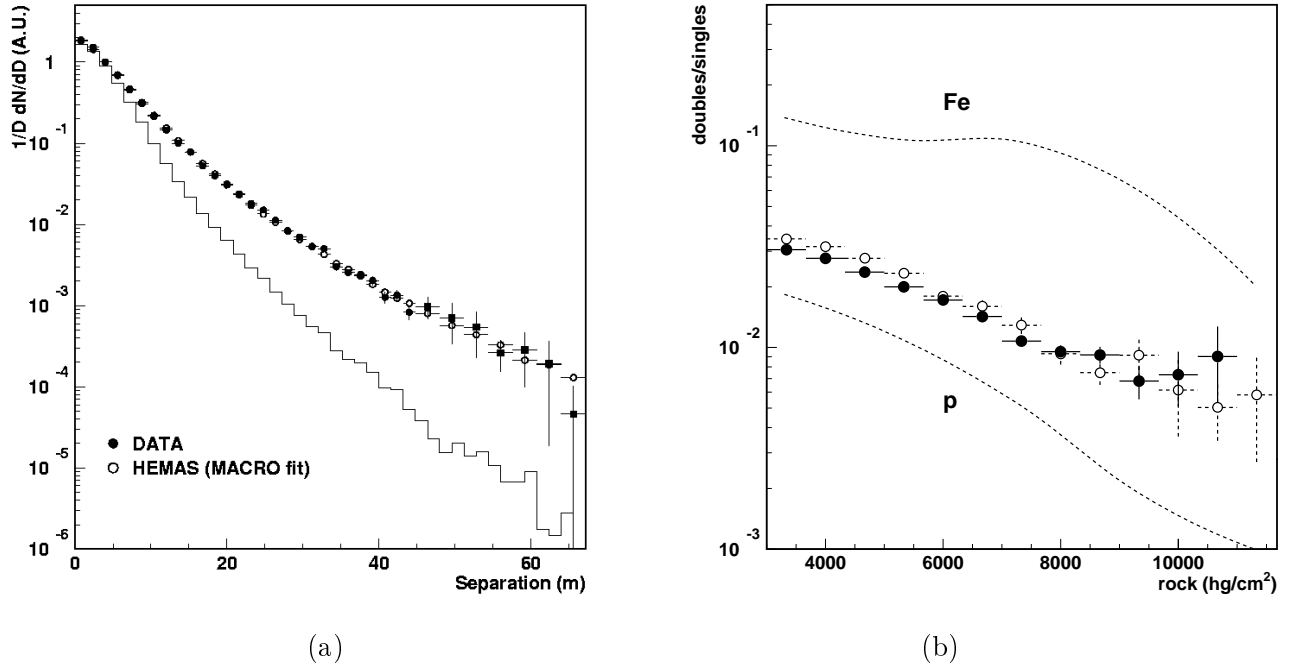 1/D dN/dD (A.U.)
1
10 -1
10 -2
10 -3
10 -4
10 -5
10 -6
0 20 40 60
Separation (m)
DATA
HEMAS (MACRO fit)
(a)
doubles/singles
10 -1
10 -2
10 -3
Fe
p
4000 6000 8000 10000
rock (hg/cm2)
(b)